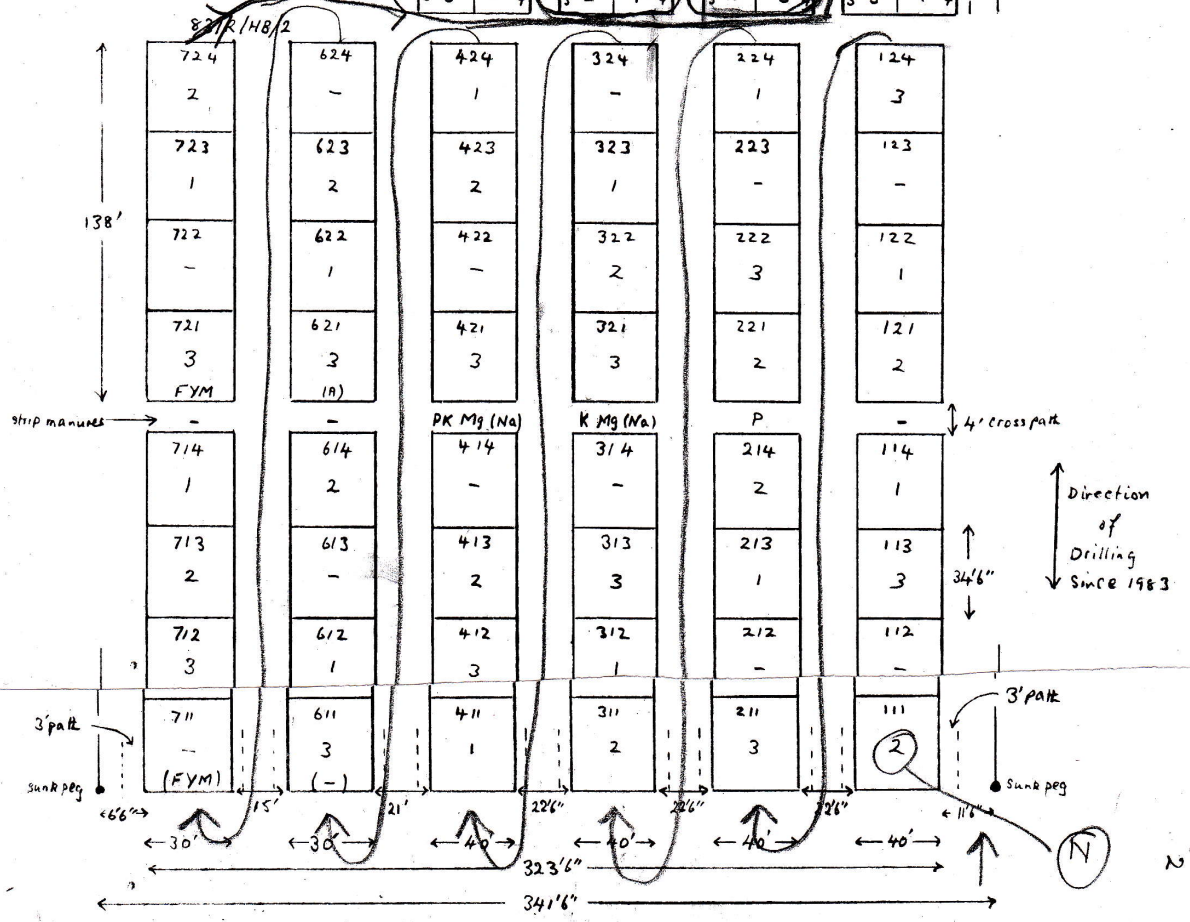 82/R/HB/2
724 624 424 324 224 124
2 - 1 - 1 3
723 623 423 323 223 123
1 2 2 1 - -
138'
722 622 422 322 222 122
- 1 - 2 3 1
721 621 421 321 221 121
3 3 3 3 2 2
FYM (A)
strip manures - - PK Mg (Na) K Mg (Na) P - 4' cross path
714 614 414 314 214 114
1 2 - - 2 1
Direction
of
Drilling
Since 1983
713 613 413 313 213 113
2 - 2 3 1 3
34'6"
712 612 412 312 212 112
3 1 3 1 - -
3' path 3' path
711 611 411 311 211 111
- 3 1 2 3 2
(FYM) (-)
sunk peg sunk peg
6'6" 15' 21' 22'6" 22'6" 22'6" 11'6"
30' 30' 40' 40' 40' 40'
N N
323'6"
341'6"